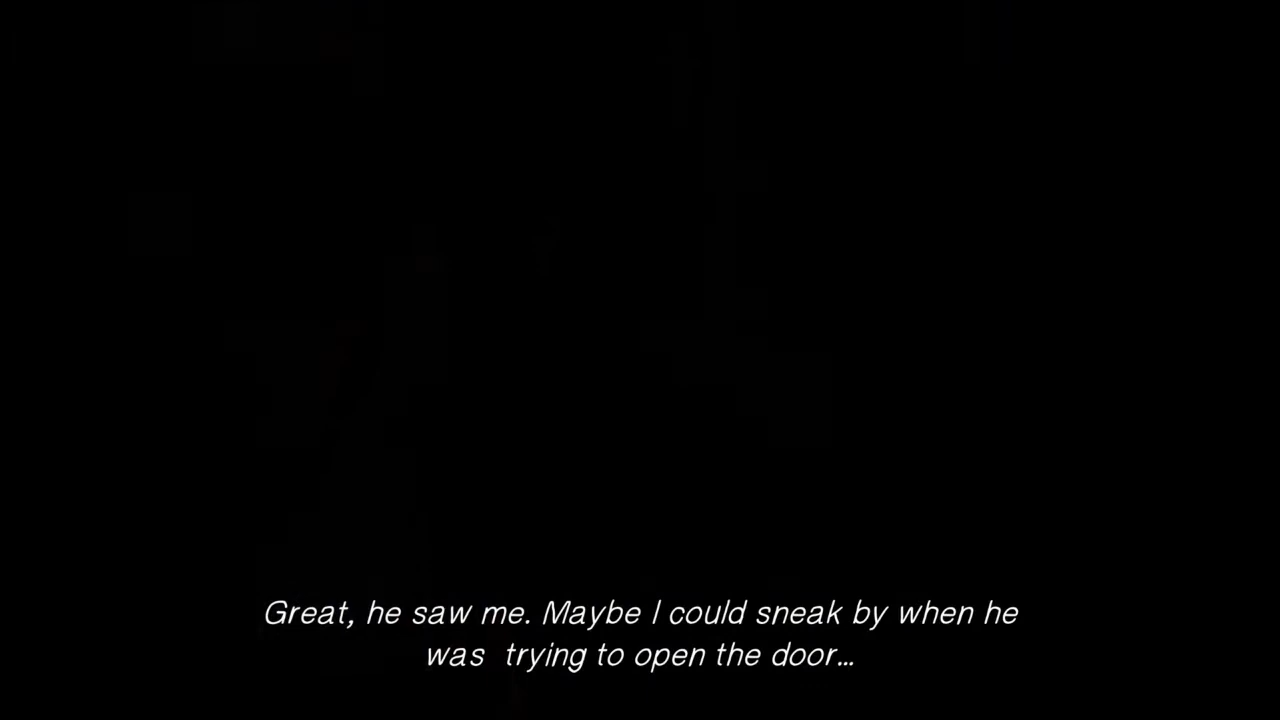 Great, he saw me. Maybe I could sneak by when he
was  trying to open the door...